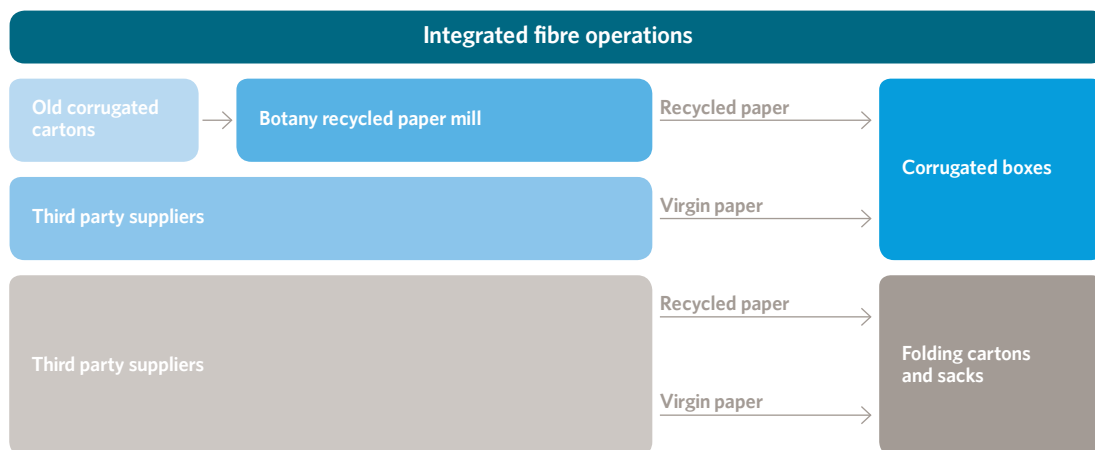 Integrated fibre operations
Old corrugated
cartons
Botany recycled paper mill
Recycled paper
Corrugated boxes
Third party suppliers
Virgin paper
Third party suppliers
Recycled paper
Folding cartons
and sacks
Virgin paper